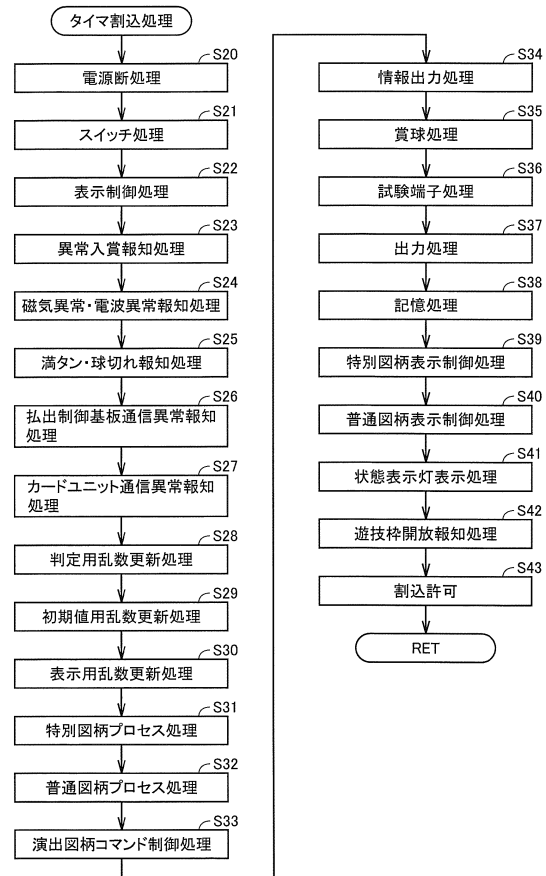 タイマ割込処理
S20
電源断処理
S21
スイッチ処理
S22
表示制御処理
S23
異常入賞報知処理
S24
磁気異常・電波異常報知処理
S25
満タン・球切れ報知処理
S26
払出制御基板通信異常報知
処理
S27
カードユニット通信異常報知
処理
S28
判定用乱数更新処理
S29
初期値用乱数更新処理
S30
表示用乱数更新処理
S31
特別図柄プロセス処理
S32
普通図柄プロセス処理
S33
演出図柄コマンド制御処理
S34
情報出力処理
S35
賞球処理
S36
試験端子処理
S37
出力処理
S38
記憶処理
S39
特別図柄表示制御処理
S40
普通図柄表示制御処理
S41
状態表示灯表示処理
S42
遊技枠開放報知処理
S43
割込許可
RET